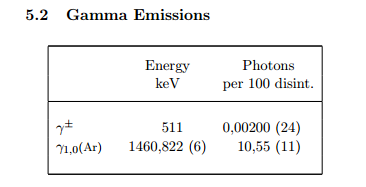 5.2 Gamma Emissions
Energy Photons
keV per 100 disint.
γ± 511 0,00200 (24)
γ1,0(Ar) 1460,822 (6) 10,55 (11)